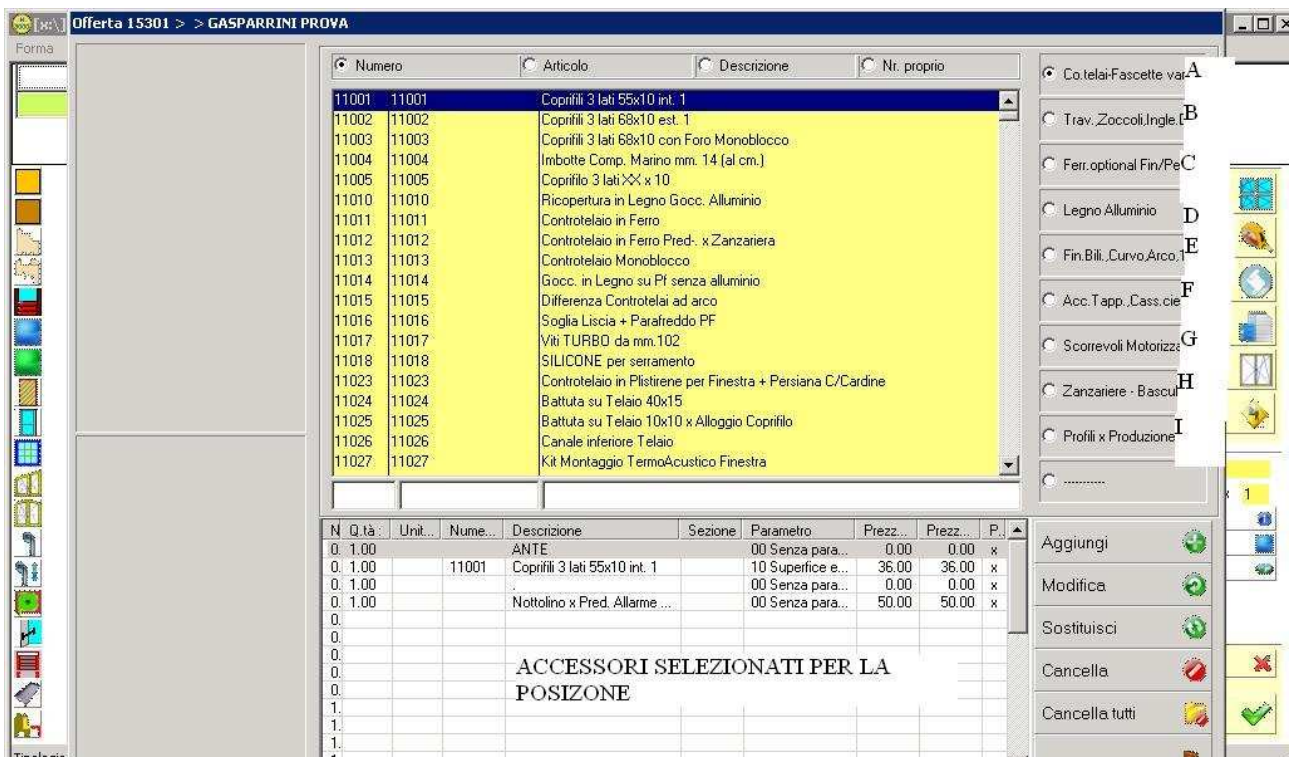 [x:\] Offerta 15301 > > GASPARRINI PROVA
Forma
Numero Articolo Descrizione Nr. proprio
11001 11001 Coprifili 3 lati 55x10 int. 1
11002 11002 Coprifili 3 lati 68x10 est. 1
11003 11003 Coprifili 3 lati 68x10 con Foro Monoblocco
11004 11004 Imbotte Comp. Marino mm. 14 (al cm.)
11005 11005 Coprifilo 3 lati XX x 10
11010 11010 Ricopertura in Legno Gocc. Alluminio
11011 11011 Controtelaio in Ferro
11012 11012 Controtelaio in Ferro Pred-. x Zanzariera
11013 11013 Controtelaio Monoblocco
11014 11014 Gocc. in Legno su Pf senza alluminio
11015 11015 Differenza Controtelai ad arco
11016 11016 Soglia Liscia + Parafreddo PF
11017 11017 Viti TURBO da mm.102
11018 11018 SILICONE per serramento
11023 11023 Controtelaio in Plistirene per Finestra + Persiana C/Cardine
11024 11024 Battuta su Telaio 40x15
11025 11025 Battuta su Telaio 10x10 x Alloggio Coprifilo
11026 11026 Canale inferiore Telaio
11027 11027 Kit Montaggio TermoAcustico Finestra
Co.telai-Fascette var A
Trav.,Zoccoli,Ingle. B
Ferr.optional Fin/Pe C
Legno Alluminio D
Fin.Bili.,Curvo,Arco, E
Acc.Tapp.,Cass.cie F
Scorrevoli Motorizza G
Zanzariere - Bascul H
Profili x Produzione I
-----------
x 1
N Q.tà : Unit... Nume... Descrizione Sezione Parametro Prezz... Prezz... P..
0. 1.00 ANTE 00 Senza para... 0.00 0.00 x
0. 1.00 11001 Coprifili 3 lati 55x10 int. 1 10 Superfice e... 36.00 36.00 x
0. 1.00 . 00 Senza para... 0.00 0.00 x
0. 1.00 Nottolino x Pred. Allarme ... 00 Senza para... 50.00 50.00 x
0.
0.
0.
0.
0.
1.
1.
1.
ACCESSORI SELEZIONATI PER LA
POSIZONE
Aggiungi
Modifica
Sostituisci
Cancella
Cancella tutti